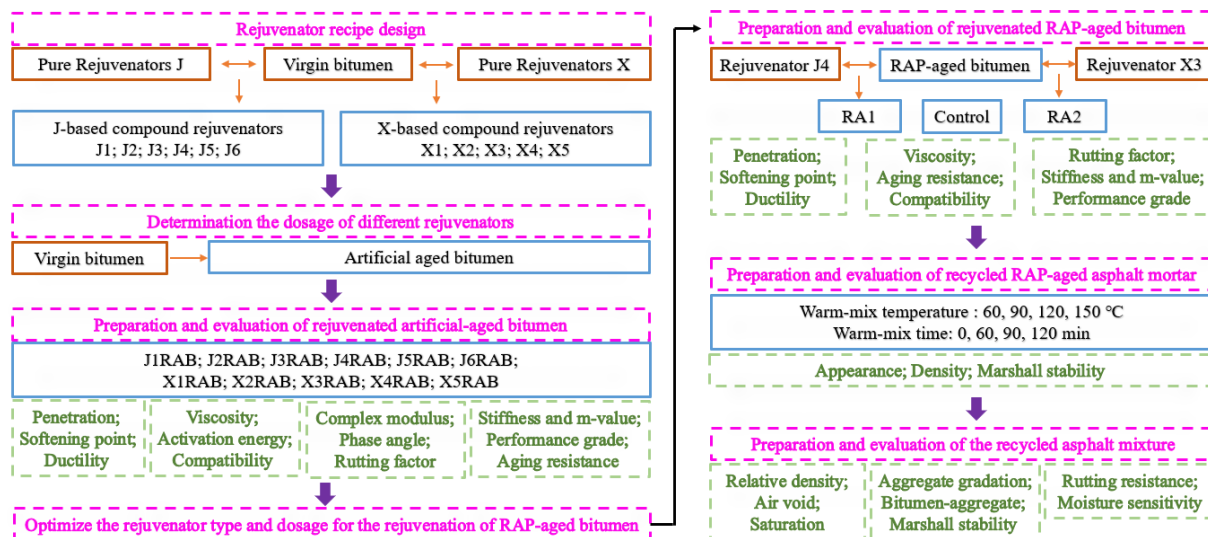 Rejuvenator recipe design
Pure Rejuvenators J
Virgin bitumen
Pure Rejuvenators X
J-based compound rejuvenators
J1; J2; J3; J4; J5; J6
X-based compound rejuvenators
X1; X2; X3; X4; X5
Determination the dosage of different rejuvenators
Virgin bitumen
Artificial aged bitumen
Preparation and evaluation of rejuvenated artificial-aged bitumen
J1RAB; J2RAB; J3RAB; J4RAB; J5RAB; J6RAB;
X1RAB; X2RAB; X3RAB; X4RAB; X5RAB
Penetration;
Softening point;
Ductility
Viscosity;
Activation energy;
Compatibility
Complex modulus;
Phase angle;
Rutting factor
Stiffness and m-value;
Performance grade;
Aging resistance
Optimize the rejuvenator type and dosage for the rejuvenation of RAP-aged bitumen
Preparation and evaluation of rejuvenated RAP-aged bitumen
Rejuvenator J4
RAP-aged bitumen
Rejuvenator X3
RA1
Control
RA2
Penetration;
Softening point;
Ductility
Viscosity;
Aging resistance;
Compatibility
Rutting factor;
Stiffness and m-value;
Performance grade
Preparation and evaluation of recycled RAP-aged asphalt mortar
Warm-mix temperature : 60, 90, 120, 150 °C
Warm-mix time: 0, 60, 90, 120 min
Appearance; Density; Marshall stability
Preparation and evaluation of the recycled asphalt mixture
Relative density;
Air void;
Saturation
Aggregate gradation;
Bitumen-aggregate;
Marshall stability
Rutting resistance;
Moisture sensitivity